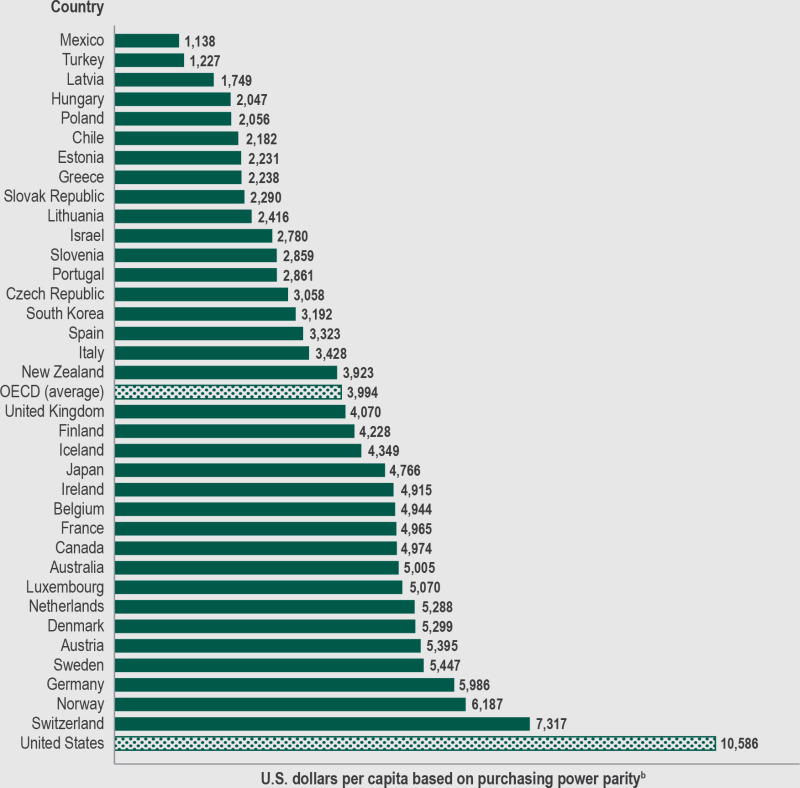 Country
Mexico 1,138
Turkey 1,227
Latvia 1,749
Hungary 2,047
Poland 2,056
Chile 2,182
Estonia 2,231
Greece 2,238
Slovak Republic 2,290
Lithuania 2,416
Israel 2,780
Slovenia 2,859
Portugal 2,861
Czech Republic 3,058
South Korea 3,192
Spain 3,323
Italy 3,428
New Zealand 3,923
OECD (average) 3,994
United Kingdom 4,070
Finland 4,228
Iceland 4,349
Japan 4,766
Ireland 4,915
Belgium 4,944
France 4,965
Canada 4,974
Australia 5,005
Luxembourg 5,070
Netherlands 5,288
Denmark 5,299
Austria 5,395
Sweden 5,447
Germany 5,986
Norway 6,187
Switzerland 7,317
United States 10,586
U.S. dollars per capita based on purchasing power parityᵇ